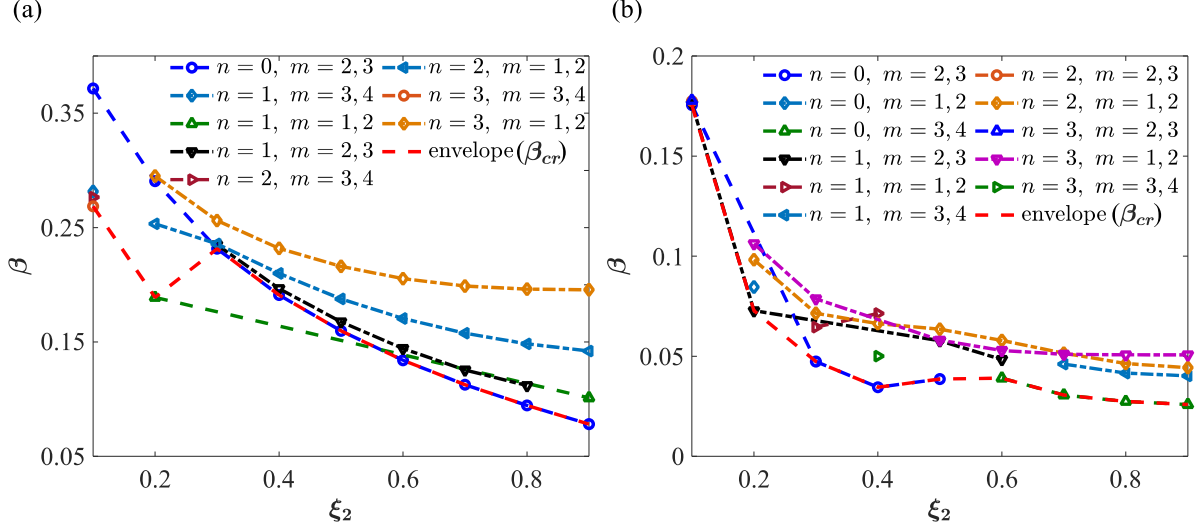 (a)
(b)
n = 0, m = 2, 3
n = 1, m = 3, 4
n = 1, m = 1, 2
n = 1, m = 2, 3
n = 2, m = 3, 4
n = 2, m = 1, 2
n = 3, m = 3, 4
n = 3, m = 1, 2
envelope (β_cr)
0.35
0.25
0.15
0.05
β
0.2
0.4
0.6
0.8
ξ₂
n = 0, m = 2, 3
n = 0, m = 1, 2
n = 0, m = 3, 4
n = 1, m = 2, 3
n = 1, m = 1, 2
n = 1, m = 3, 4
n = 2, m = 2, 3
n = 2, m = 1, 2
n = 3, m = 2, 3
n = 3, m = 1, 2
n = 3, m = 3, 4
envelope (β_cr)
0.2
0.15
0.1
0.05
0
β
0.2
0.4
0.6
0.8
ξ₂